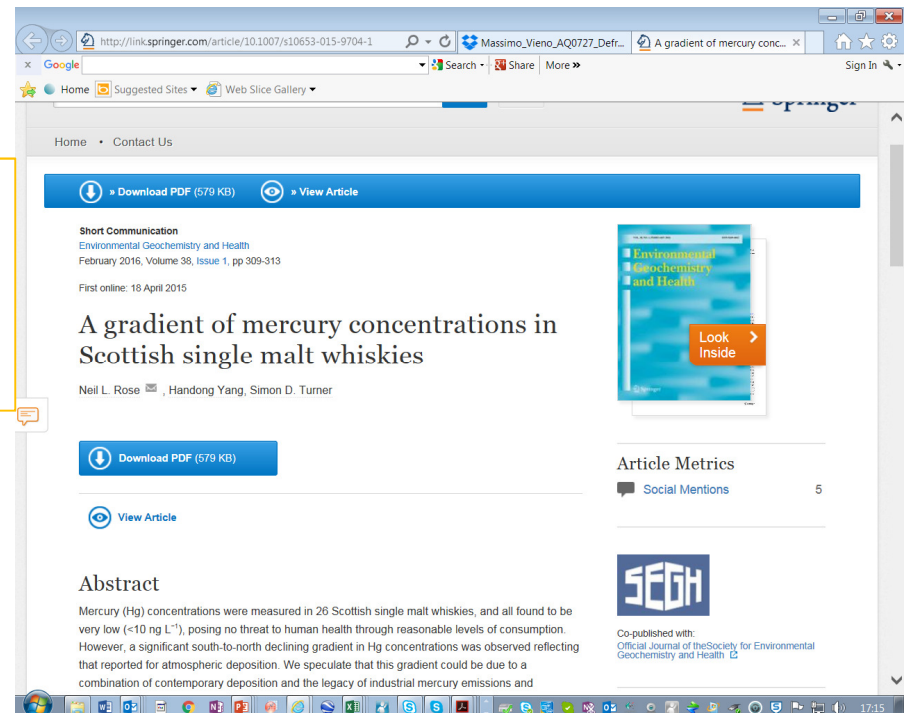 http://link.springer.com/article/10.1007/s10653-015-9704-1
Massimo_Vieno_AQ0727_Defr...
A gradient of mercury conc...
x Google
Search
Share
More »
Sign In
Home
Suggested Sites
Web Slice Gallery
Springer
Home • Contact Us
» Download PDF (579 KB)
» View Article
Short Communication
Environmental Geochemistry and Health
February 2016, Volume 38, Issue 1, pp 309-313
First online: 18 April 2015
A gradient of mercury concentrations in
Scottish single malt whiskies
Neil L. Rose , Handong Yang, Simon D. Turner
Download PDF (579 KB)
View Article
Abstract
Mercury (Hg) concentrations were measured in 26 Scottish single malt whiskies, and all found to be
very low (<10 ng L⁻¹), posing no threat to human health through reasonable levels of consumption.
However, a significant south-to-north declining gradient in Hg concentrations was observed reflecting
that reported for atmospheric deposition. We speculate that this gradient could be due to a
combination of contemporary deposition and the legacy of industrial mercury emissions and
Environmental
Geochemistry
and Health
Look
Inside
Article Metrics
Social Mentions 5
SEGH
Co-published with:
Official Journal of theSociety for Environmental
Geochemistry and Health
17:15